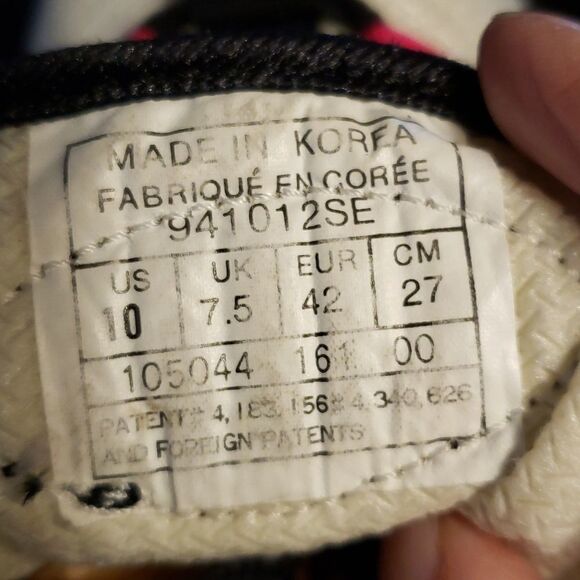 MADE IN KOREA
FABRIQUÉ EN CORÉE
941012SE
US UK EUR CM
10 7.5 42 27
105044 161 00
PATENT# 4,183,156# 4,340,626
AND FOREIGN PATENTS